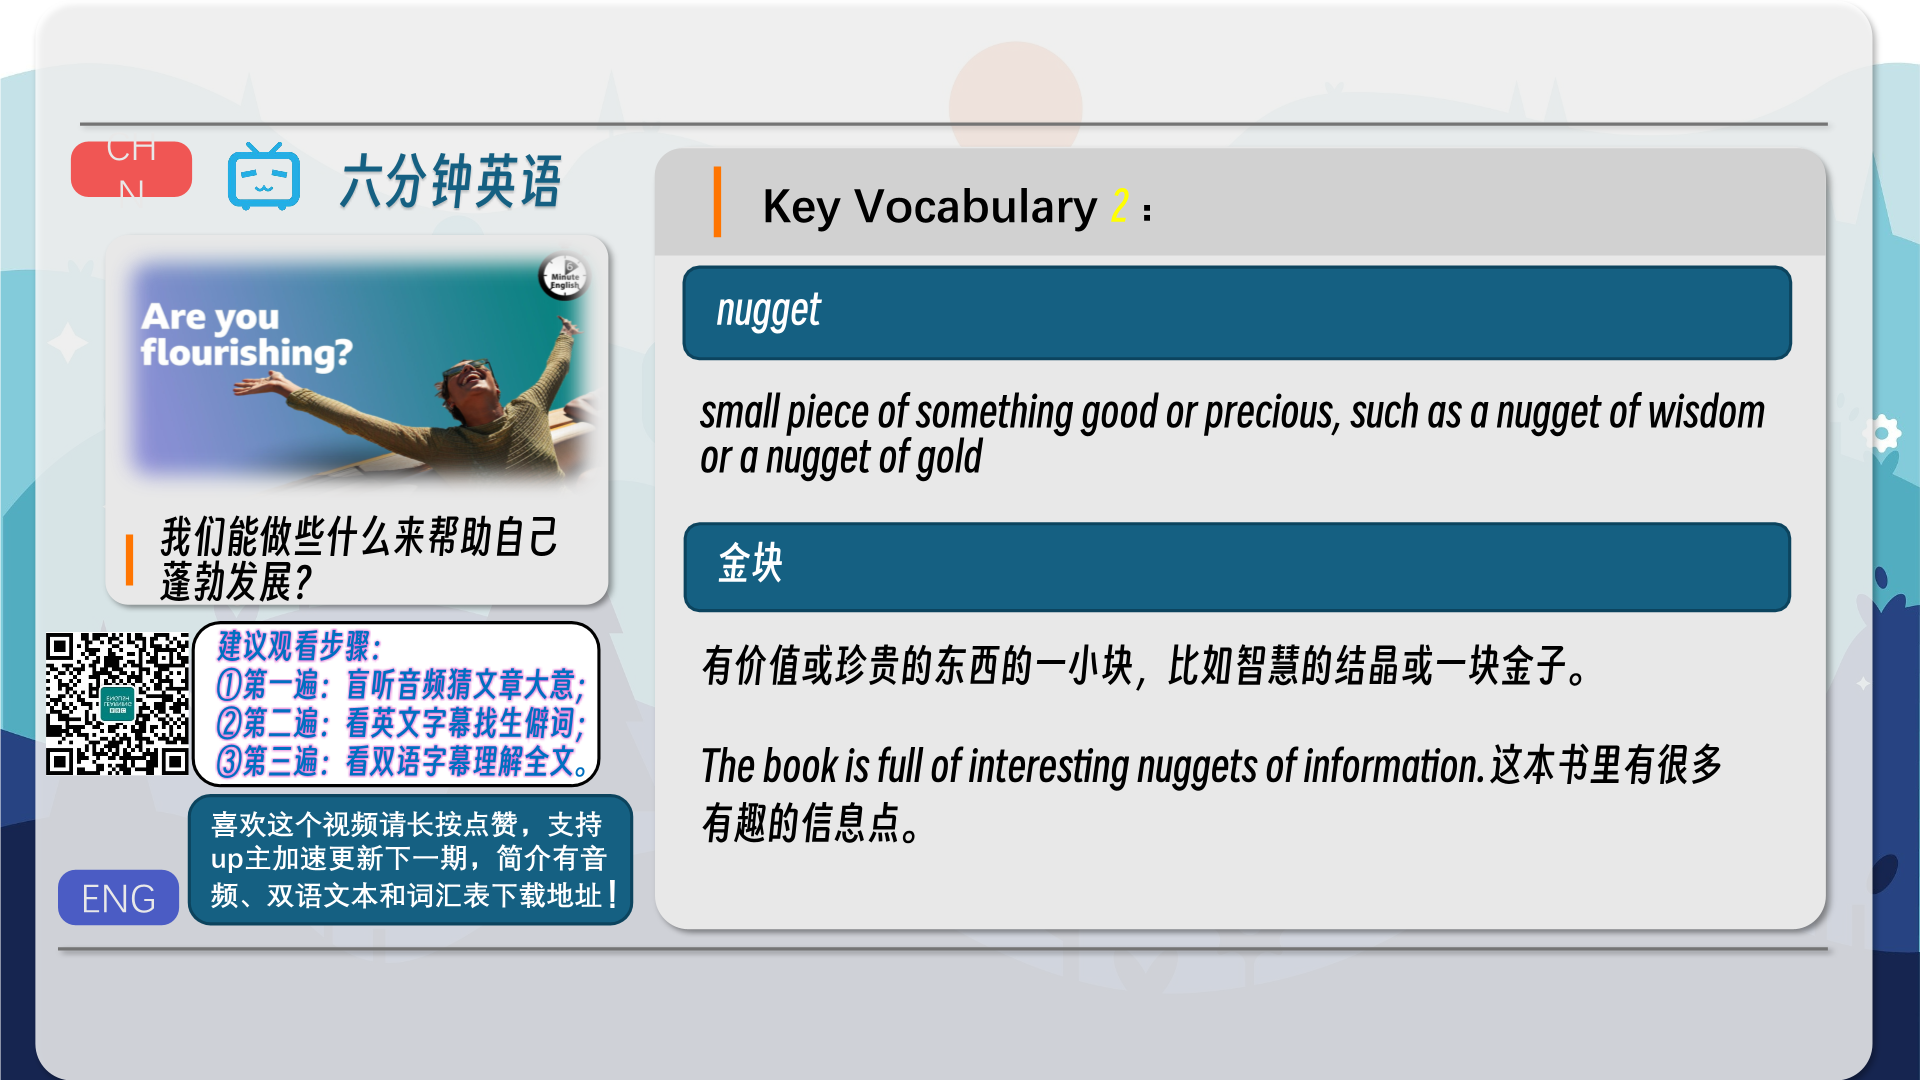 CH
N
六分钟英语
Are you
flourishing?
6
Minute
English
我们能做些什么来帮助自己
蓬勃发展？
建议观看步骤：
①第一遍：盲听音频猜文章大意；
②第二遍：看英文字幕找生僻词；
③第三遍：看双语字幕理解全文。
喜欢这个视频请长按点赞，支持
up主加速更新下一期，简介有音
频、双语文本和词汇表下载地址！
ENG
Key Vocabulary 2：
nugget
small piece of something good or precious, such as a nugget of wisdom
or a nugget of gold
金块
有价值或珍贵的东西的一小块，比如智慧的结晶或一块金子。
The book is full of interesting nuggets of information.这本书里有很多
有趣的信息点。